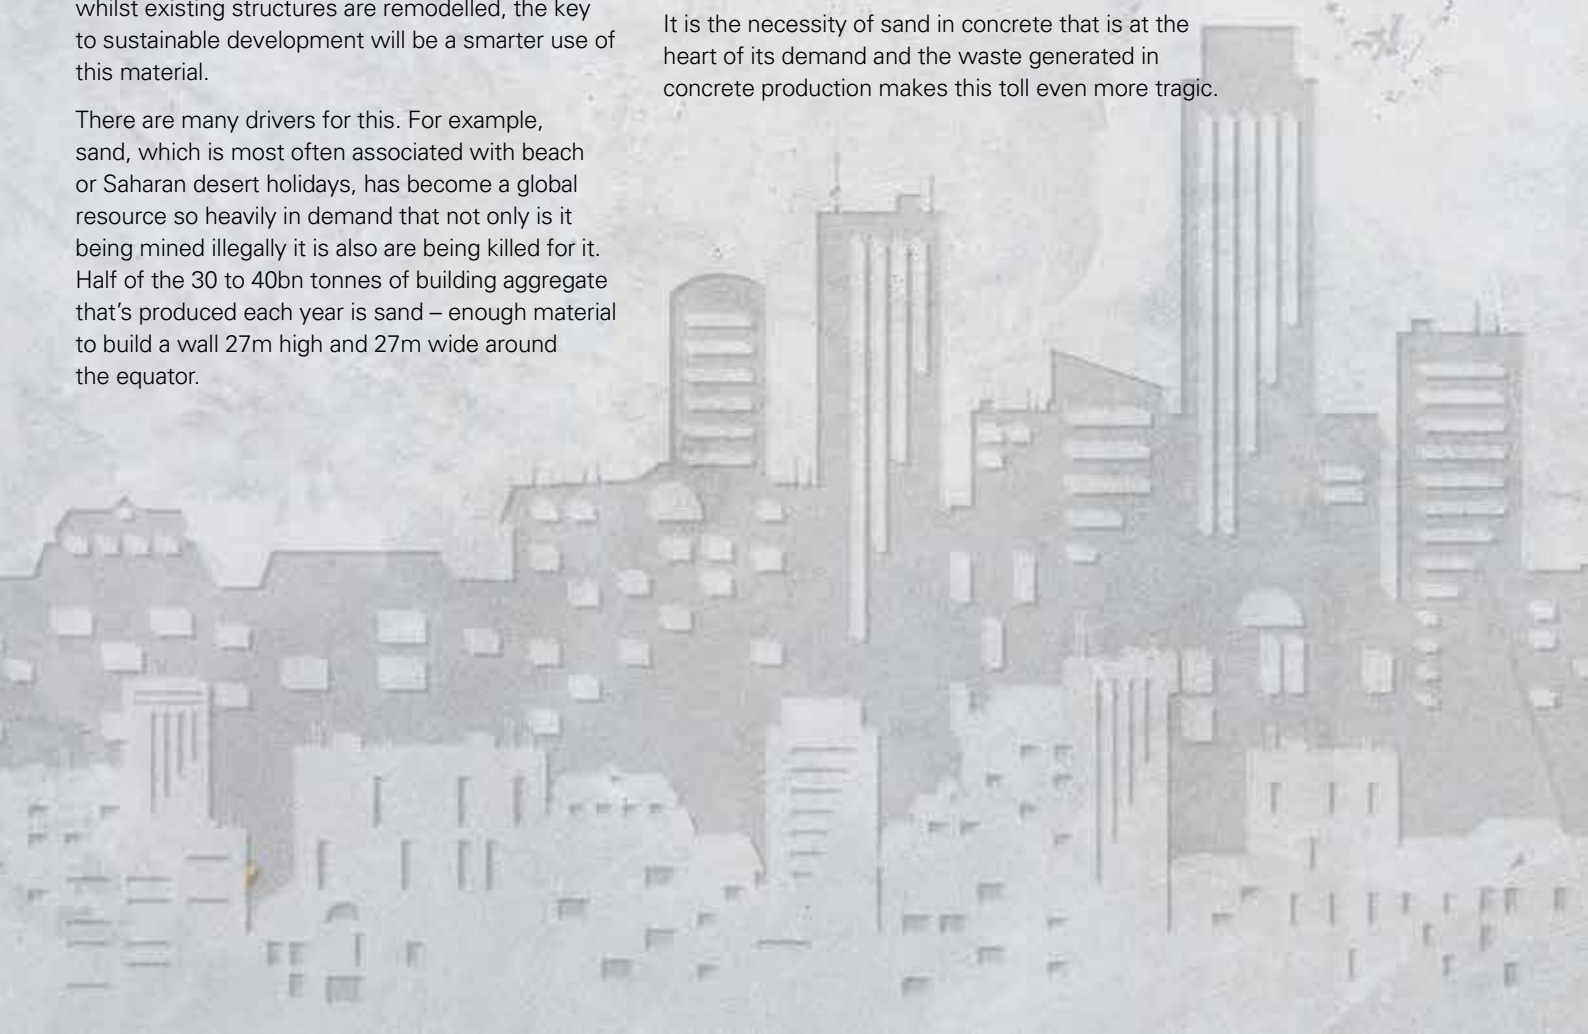 whilst existing structures are remodelled, the key
to sustainable development will be a smarter use of
this material.
There are many drivers for this. For example,
sand, which is most often associated with beach
or Saharan desert holidays, has become a global
resource so heavily in demand that not only is it
being mined illegally it is also are being killed for it.
Half of the 30 to 40bn tonnes of building aggregate
that’s produced each year is sand – enough material
to build a wall 27m high and 27m wide around
the equator.
It is the necessity of sand in concrete that is at the
heart of its demand and the waste generated in
concrete production makes this toll even more tragic.